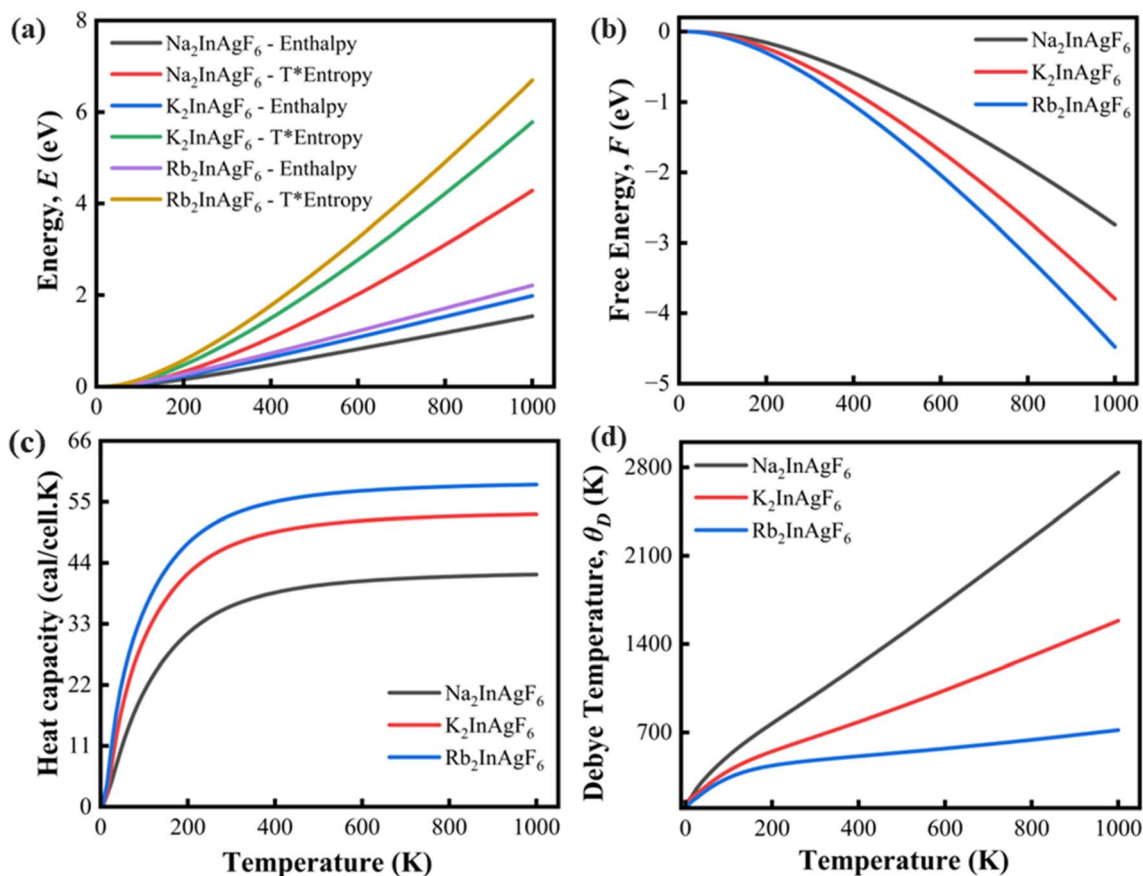 (a)
8
6
4
2
0
Energy, E (eV)
Na₂InAgF₆ - Enthalpy
Na₂InAgF₆ - T*Entropy
K₂InAgF₆ - Enthalpy
K₂InAgF₆ - T*Entropy
Rb₂InAgF₆ - Enthalpy
Rb₂InAgF₆ - T*Entropy
0 200 400 600 800 1000
(b)
0
−1
−2
−3
−4
−5
Free Energy, F (eV)
Na₂InAgF₆
K₂InAgF₆
Rb₂InAgF₆
0 200 400 600 800 1000
(c)
66
55
44
33
22
11
0
Heat capacity (cal/cell.K)
Na₂InAgF₆
K₂InAgF₆
Rb₂InAgF₆
0 200 400 600 800 1000
Temperature (K)
(d)
2800
2100
1400
700
Debye Temperature, θ_D (K)
Na₂InAgF₆
K₂InAgF₆
Rb₂InAgF₆
0 200 400 600 800 1000
Temperature (K)